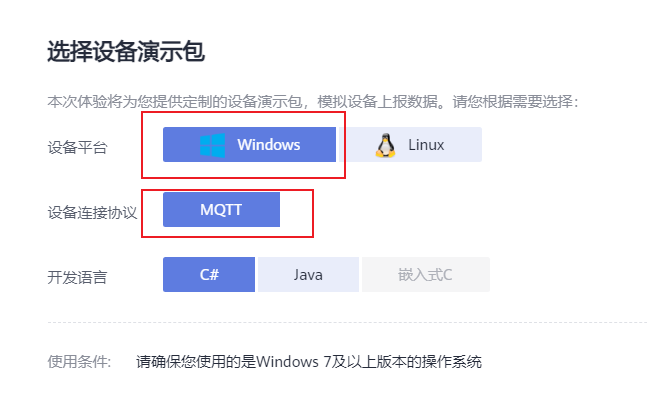 选择设备演示包
本次体验将为您提供定制的设备演示包，模拟设备上报数据。请您根据需要选择：
设备平台 Windows Linux
设备连接协议 MQTT
开发语言 C# Java 嵌入式C
使用条件: 请确保您使用的是Windows 7及以上版本的操作系统